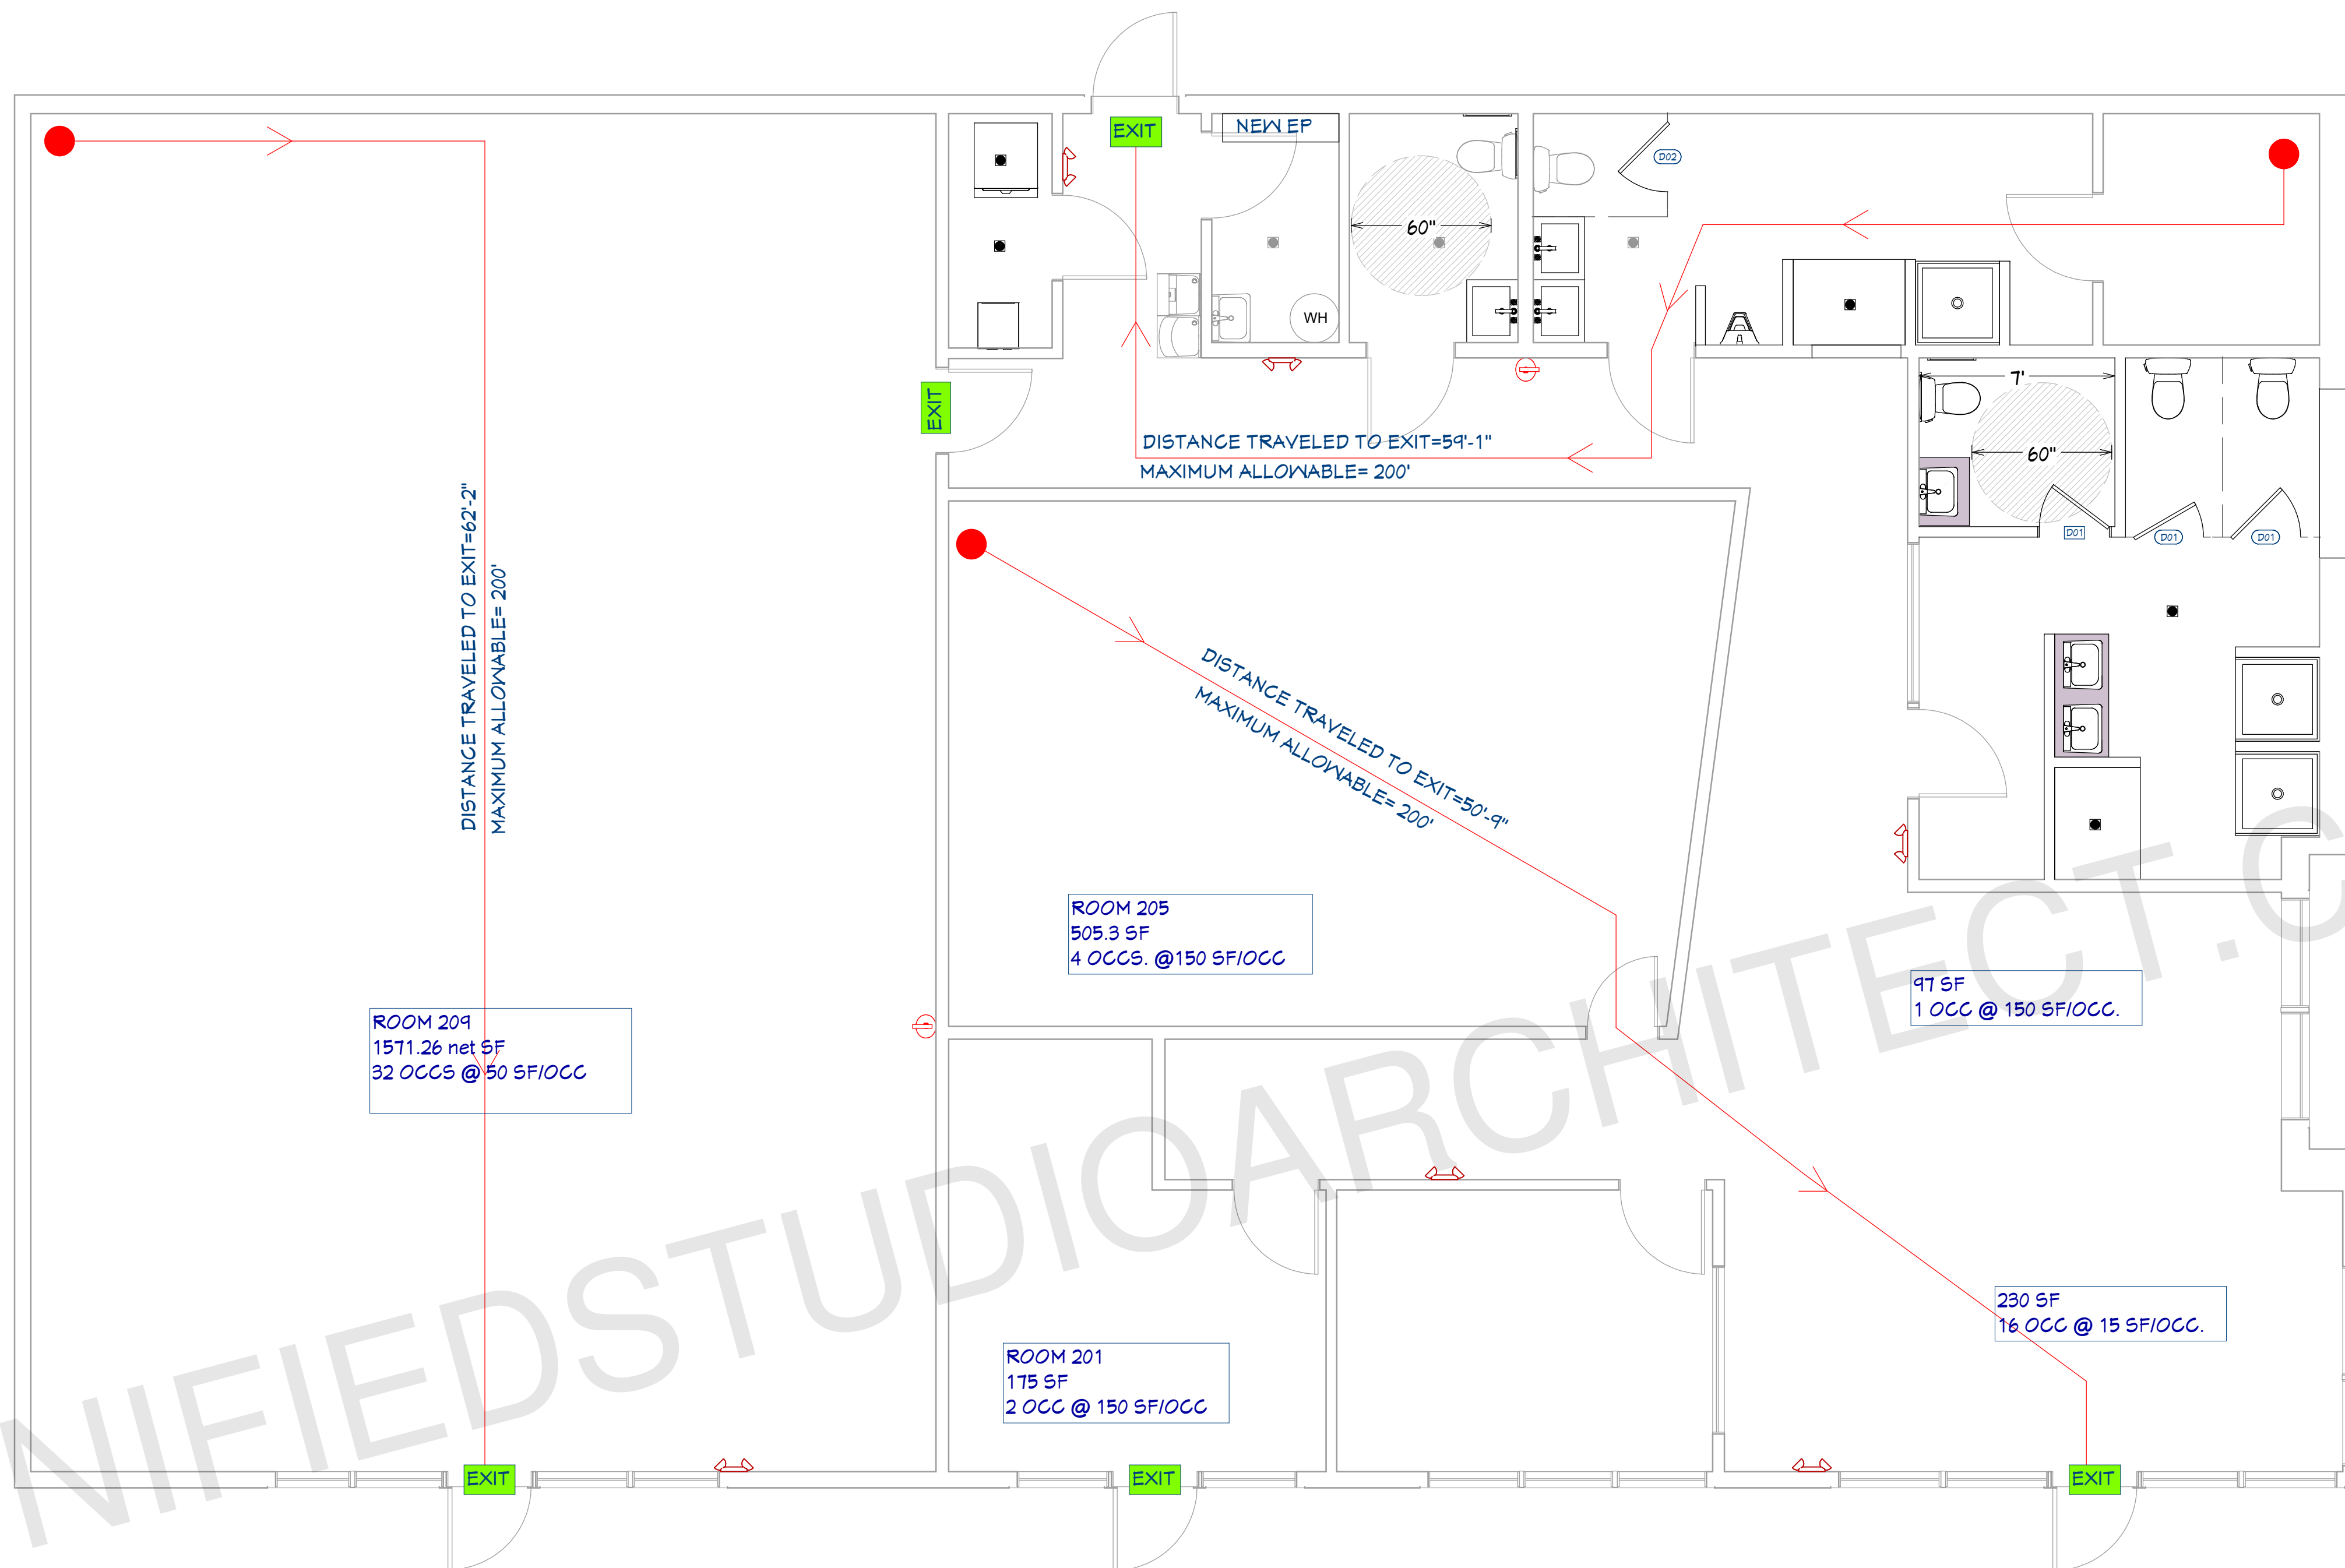 EXIT
NEW EP
D02
60"
WH
7'
EXIT
DISTANCE TRAVELED TO EXIT=59'-1"
MAXIMUM ALLOWABLE= 200'
60"
D01
D01
D01
DISTANCE TRAVELED TO EXIT=62'-2"
MAXIMUM ALLOWABLE= 200'
DISTANCE TRAVELED TO EXIT=50'-9"
MAXIMUM ALLOWABLE= 200'
ROOM 205
505.3 SF
4 OCCS. @150 SF/OCC
97 SF
1 OCC @ 150 SF/OCC.
ROOM 209
1571.26 net SF
32 OCCS @ 50 SF/OCC
230 SF
16 OCC @ 15 SF/OCC.
ROOM 201
175 SF
2 OCC @ 150 SF/OCC
EXIT
EXIT
EXIT
NIFIEDSTUDIOARCHITECT.C